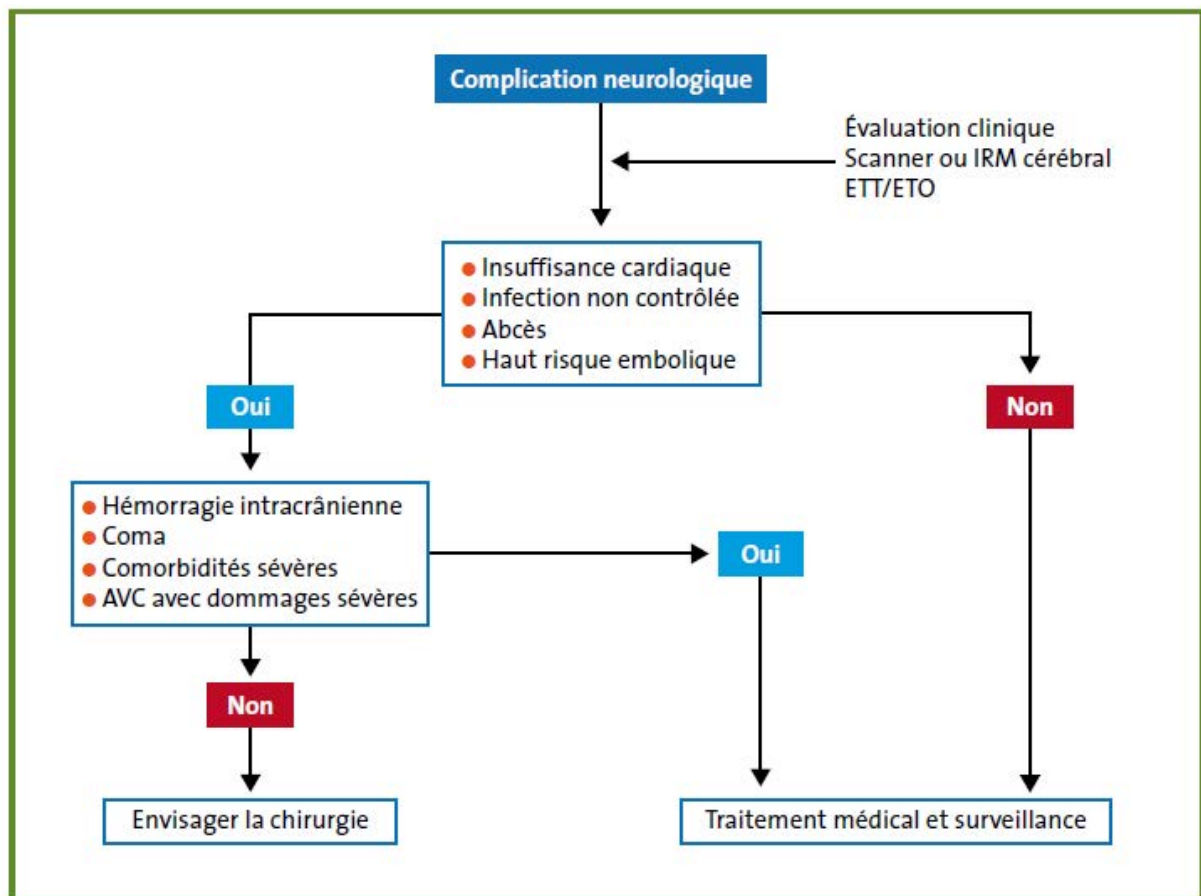 Complication neurologique
Évaluation clinique
Scanner ou IRM cérébral
ETT/ETO
● Insuffisance cardiaque
● Infection non contrôlée
● Abcès
● Haut risque embolique
Oui
Non
● Hémorragie intracrânienne
● Coma
● Comorbidités sévères
● AVC avec dommages sévères
Oui
Non
Envisager la chirurgie
Traitement médical et surveillance